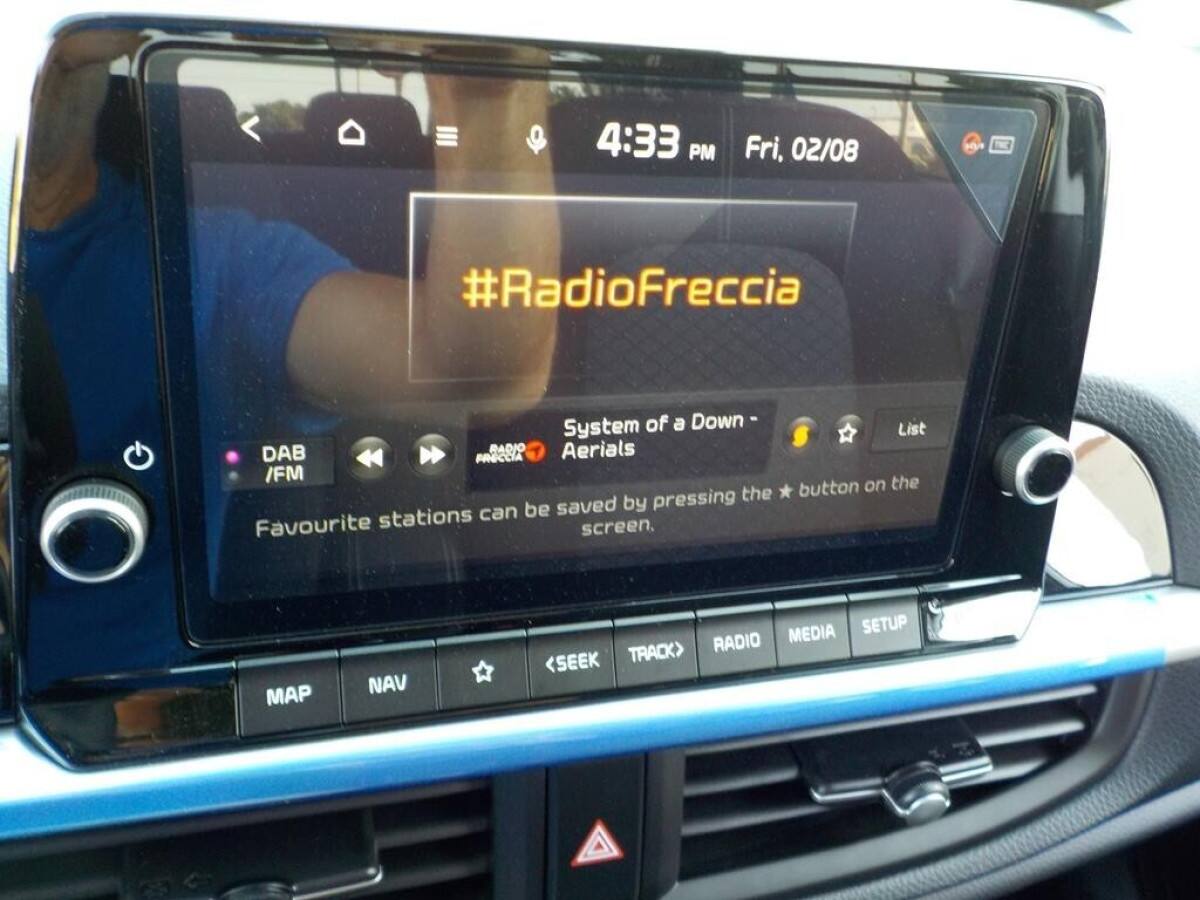 4:33 PM Fri, 02/08
TMC
#RadioFreccia
System of a Down -
Aerials
RADIO
FRECCIA
DAB
/FM
List
Favourite stations can be saved by pressing the ★ button on the
screen.
MAP NAV ☆ <SEEK TRACK> RADIO MEDIA SETUP